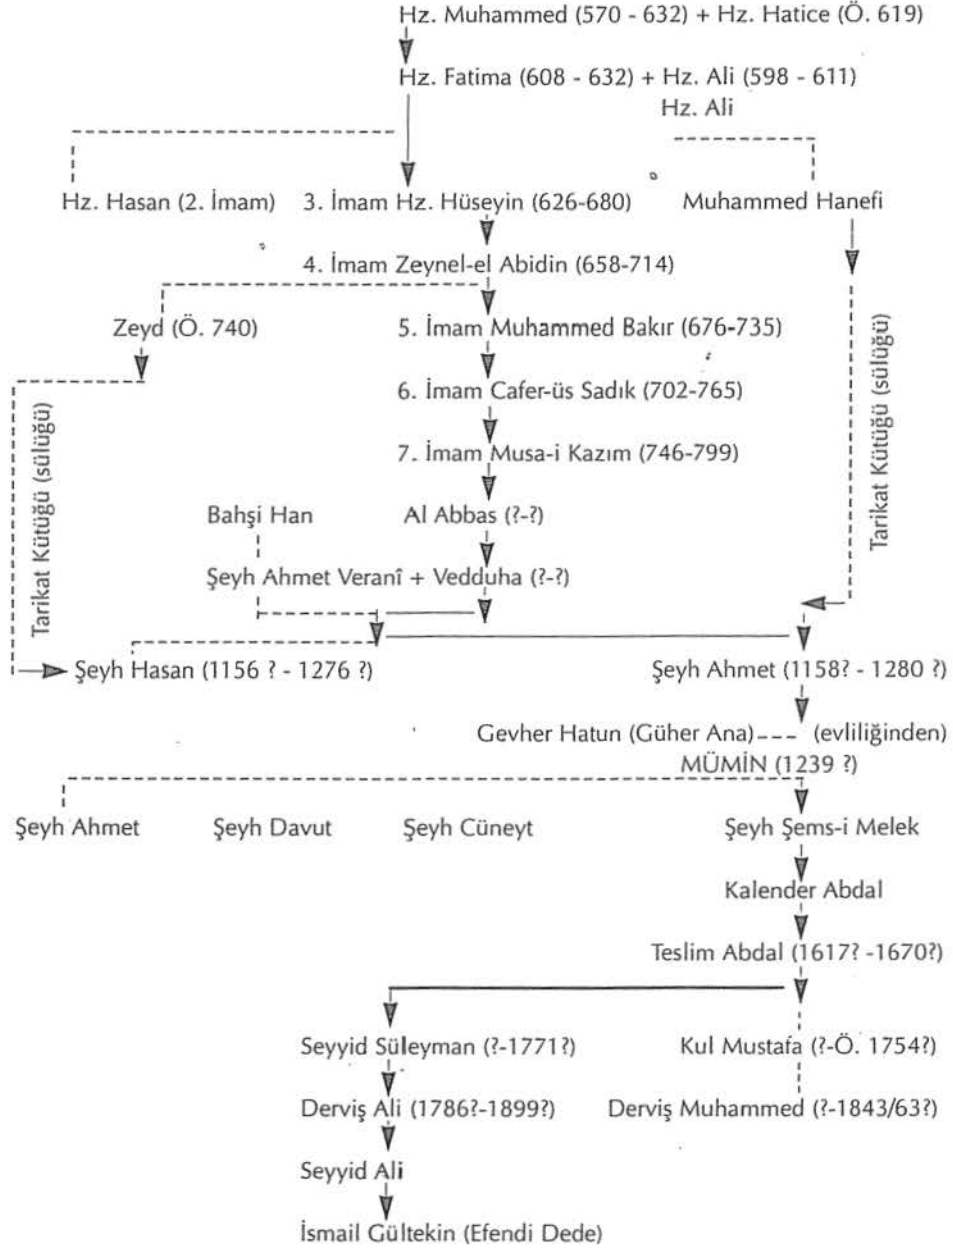 Hz. Muhammed (570 - 632) + Hz. Hatice (Ö. 619)
Hz. Fatima (608 - 632) + Hz. Ali (598 - 611)
Hz. Ali
Hz. Hasan (2. İmam) 3. İmam Hz. Hüseyin (626-680) Muhammed Hanefi
4. İmam Zeynel-el Abidin (658-714)
Zeyd (Ö. 740) 5. İmam Muhammed Bakır (676-735)
6. İmam Cafer-üs Sadık (702-765)
7. İmam Musa-i Kazım (746-799)
Tarikat Kütüğü (sülüğü)
Tarikat Kütüğü (sülüğü)
Bahşi Han Al Abbas (?-?)
Şeyh Ahmet Veranî + Vedduha (?-?)
Şeyh Hasan (1156 ? - 1276 ?) Şeyh Ahmet (1158? - 1280 ?)
Gevher Hatun (Güher Ana)--- (evliliğinden)
MÜMİN (1239 ?)
Şeyh Ahmet Şeyh Davut Şeyh Cüneyt Şeyh Şems-i Melek
Kalender Abdal
Teslim Abdal (1617? -1670?)
Seyyid Süleyman (?-1771?) Kul Mustafa (?-Ö. 1754?)
Derviş Ali (1786?-1899?) Derviş Muhammed (?-1843/63?)
Seyyid Ali
İsmail Gültekin (Efendi Dede)